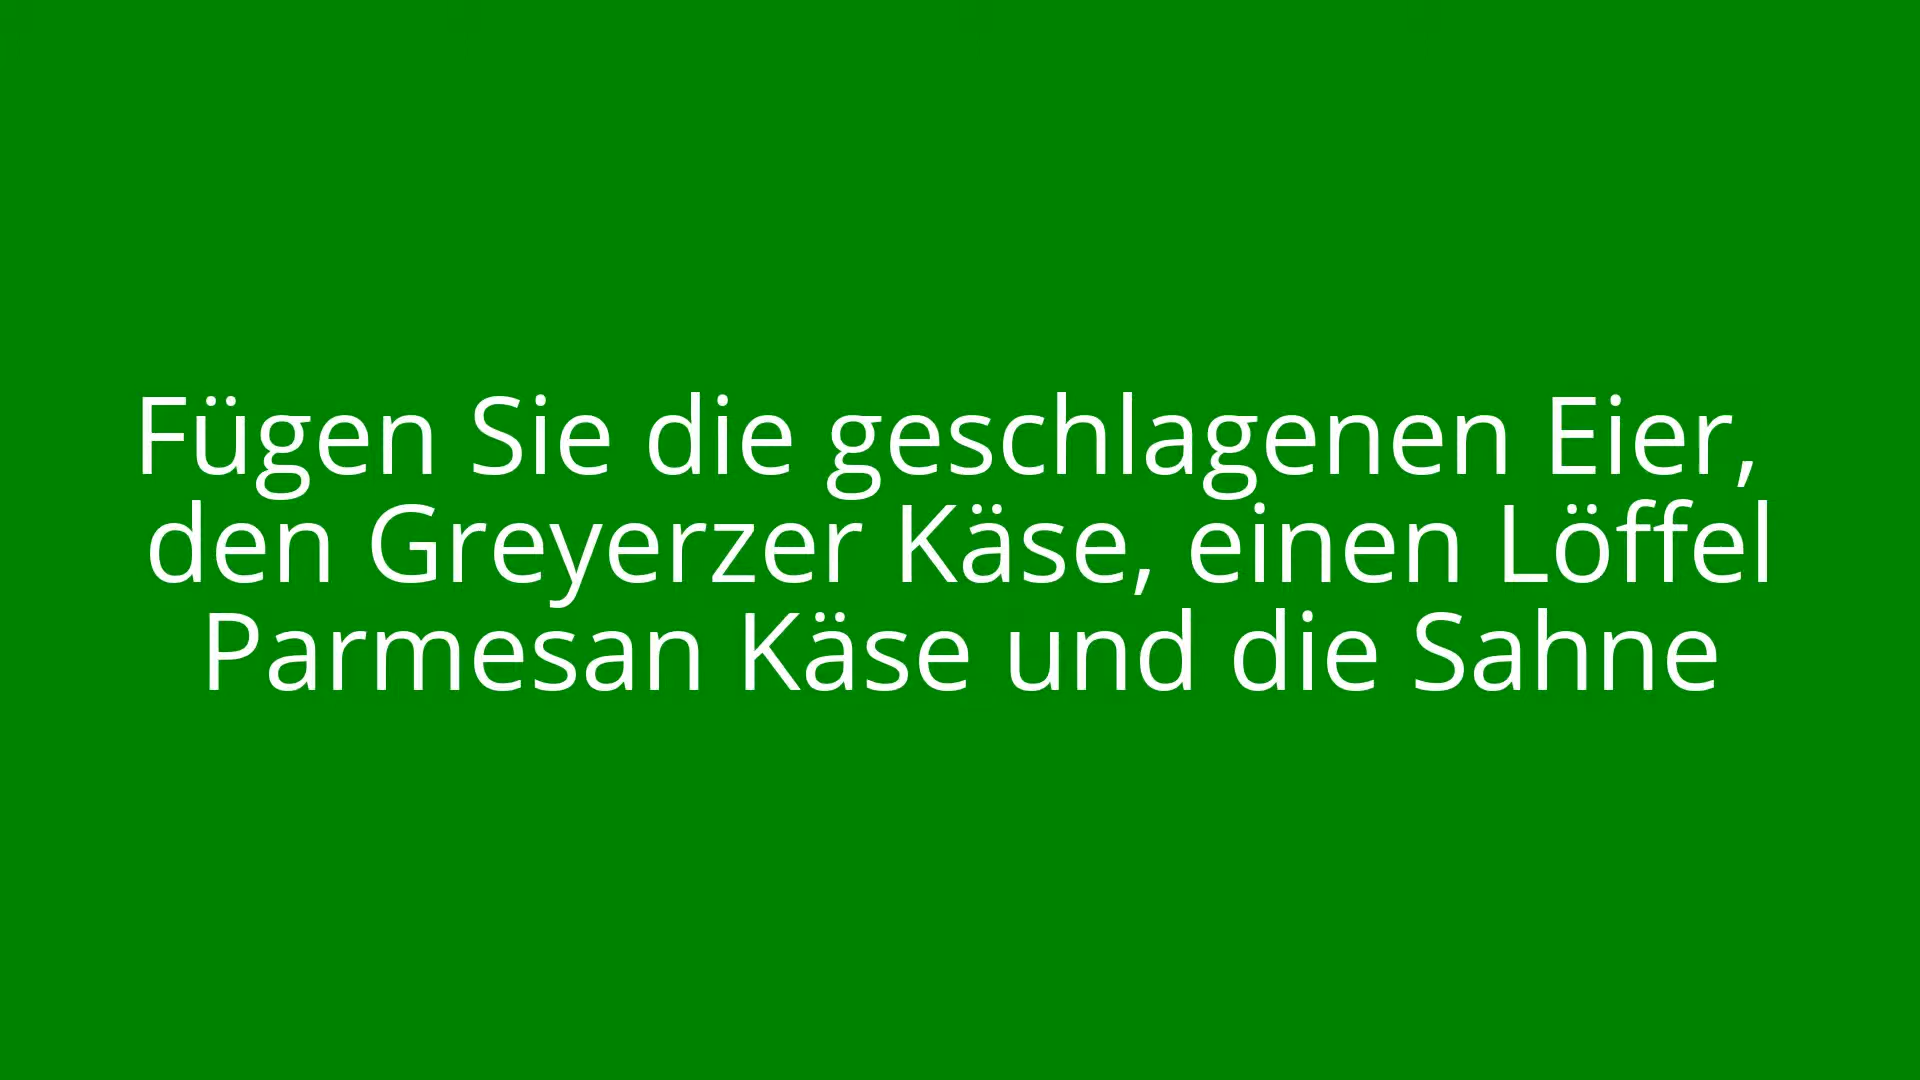 Fügen Sie die geschlagenen Eier,
den Greyerzer Käse, einen Löffel
Parmesan Käse und die Sahne